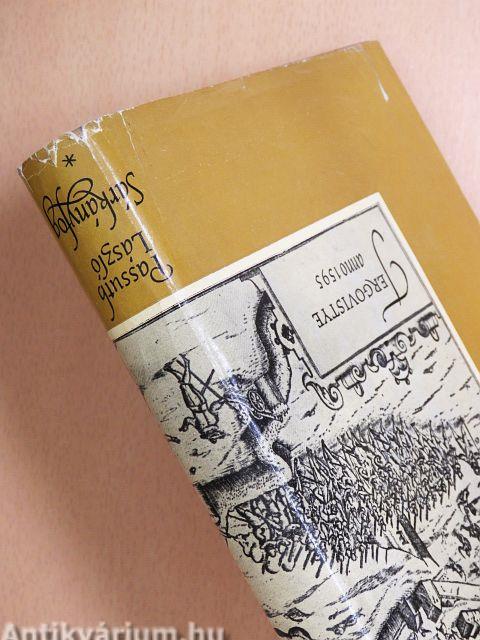 Passuth
László
Sárkányfog
*
TERGOVISTYE
anno 1595
Antikvárium.hu